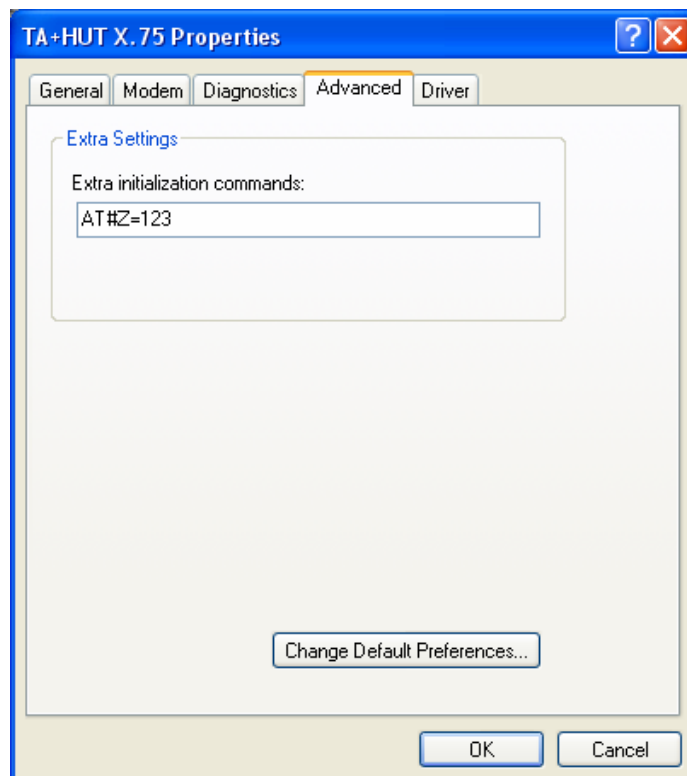 TA+HUT X.75 Properties
General Modem Diagnostics Advanced Driver
Extra Settings
Extra initialization commands:
AT#Z=123
Change Default Preferences...
OK Cancel